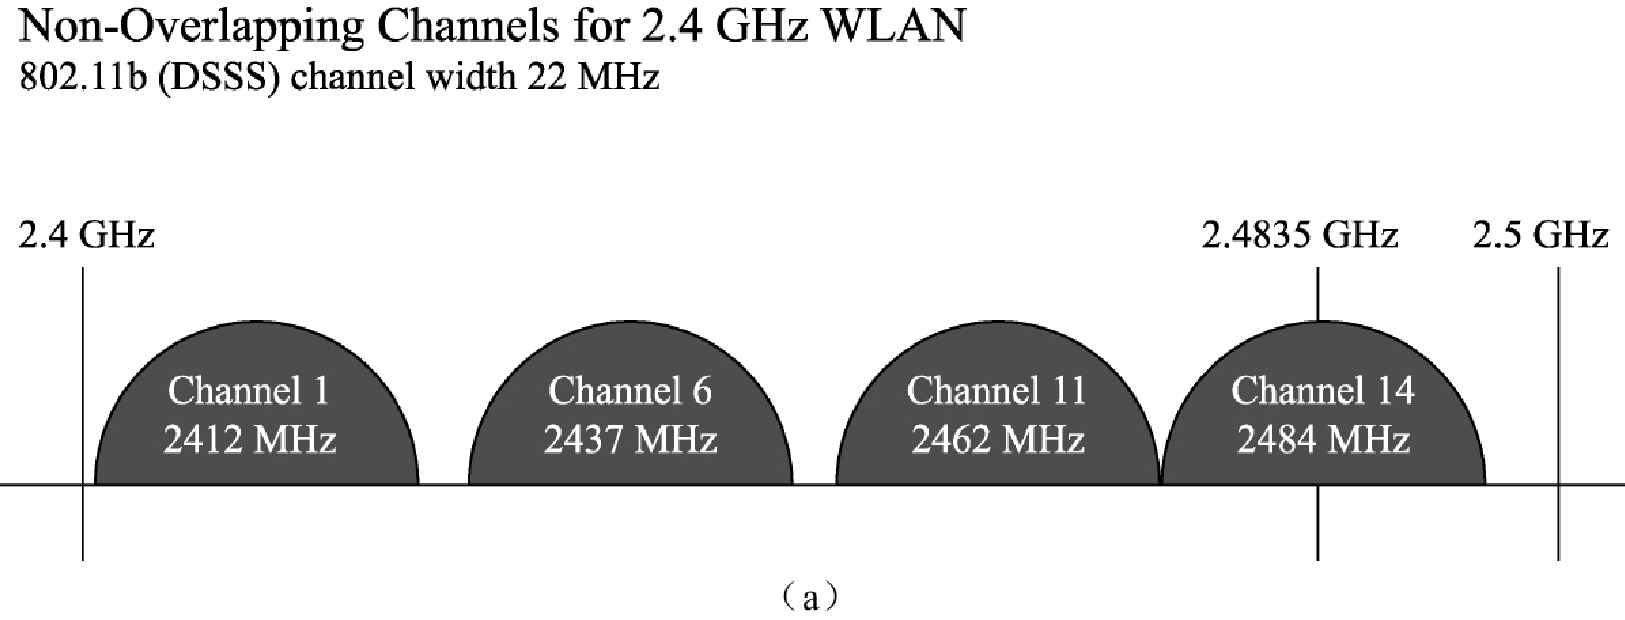 Non-Overlapping Channels for 2.4 GHz WLAN
802.11b (DSSS) channel width 22 MHz
2.4 GHz
2.4835 GHz
2.5 GHz
Channel 1
2412 MHz
Channel 6
2437 MHz
Channel 11
2462 MHz
Channel 14
2484 MHz
（a）